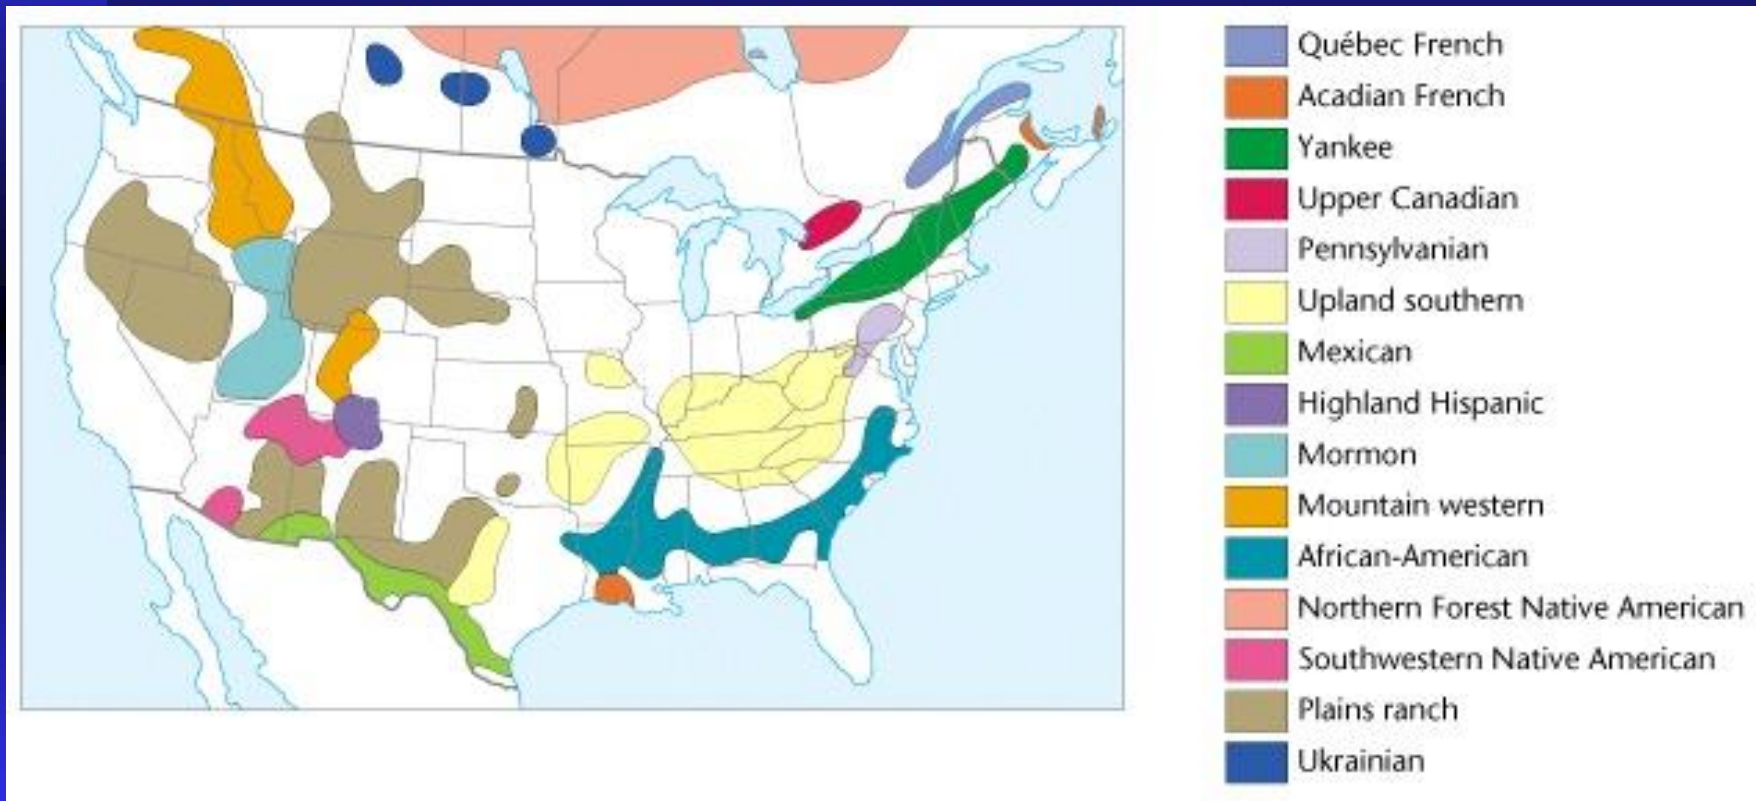 Québec French
Acadian French
Yankee
Upper Canadian
Pennsylvanian
Upland southern
Mexican
Highland Hispanic
Mormon
Mountain western
African-American
Northern Forest Native American
Southwestern Native American
Plains ranch
Ukrainian